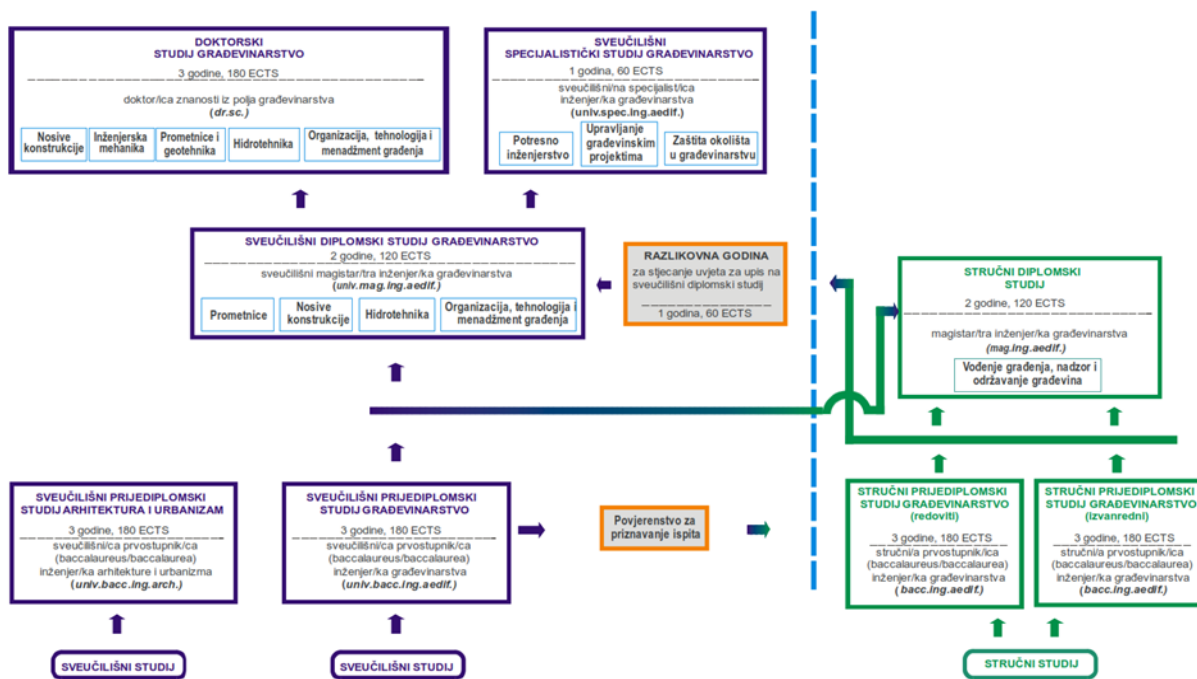 DOKTORSKI
STUDIJ GRAĐEVINARSTVO
3 godine, 180 ECTS
doktor/ica znanosti iz polja građevinarstva
(dr.sc.)
Nosive
konstrukcije
Inženjerska
mehanika
Prometnice i
geotehnika
Hidrotehnika
Organizacija, tehnologija i
menadžment građenja
SVEUČILIŠNI
SPECIJALISTIČKI STUDIJ GRAĐEVINARSTVO
1 godina, 60 ECTS
sveučilišni/na specijalist/ica
inženjer/ka građevinarstva
(univ.spec.ing.aedif.)
Potresno
inženjerstvo
Upravljanje
građevinskim
projektima
Zaštita okolišta
u građevinarstvu
SVEUČILIŠNI DIPLOMSKI STUDIJ GRAĐEVINARSTVO
2 godine, 120 ECTS
sveučilišni magistar/tra inženjer/ka građevinarstva
(univ.mag.ing.aedif.)
Prometnice
Nosive
konstrukcije
Hidrotehnika
Organizacija, tehnologija i
menadžment građenja
RAZLIKOVNA GODINA
za stjecanje uvjeta za upis na
sveučilišni diplomski studij
1 godina, 60 ECTS
STRUČNI DIPLOMSKI
STUDIJ
2 godine, 120 ECTS
magistar/tra inženjer/ka građevinarstva
(mag.ing.aedif.)
Vođenje građenja, nadzor i
održavanje građevina
SVEUČILIŠNI PRIJEDIPLOMSKI
STUDIJ ARHITEKTURA I URBANIZAM
3 godine, 180 ECTS
sveučilišni/ca prvostupnik/ca
(baccalaureus/baccalaurea)
inženjer/ka arhitekture i urbanizma
(univ.bacc.ing.arch.)
SVEUČILIŠNI PRIJEDIPLOMSKI
STUDIJ GRAĐEVINARSTVO
3 godine, 180 ECTS
sveučilišni/ca prvostupnik/ca
(baccalaureus/baccalaurea)
inženjer/ka građevinarstva
(univ.bacc.ing.aedif.)
Povjerenstvo za
priznavanje ispita
STRUČNI PRIJEDIPLOMSKI
STUDIJ GRAĐEVINARSTVO
(redoviti)
3 godine, 180 ECTS
stručni/a prvostupnik/ica
(baccalaureus/baccalaurea)
inženjer/ka građevinarstva
(bacc.ing.aedif.)
STRUČNI PRIJEDIPLOMSKI
STUDIJ GRAĐEVINARSTVO
(izvanredni)
3 godine, 180 ECTS
stručni/a prvostupnik/ica
(baccalaureus/baccalaurea)
inženjer/ka građevinarstva
(bacc.ing.aedif.)
SVEUČILIŠNI STUDIJ
SVEUČILIŠNI STUDIJ
STRUČNI STUDIJ